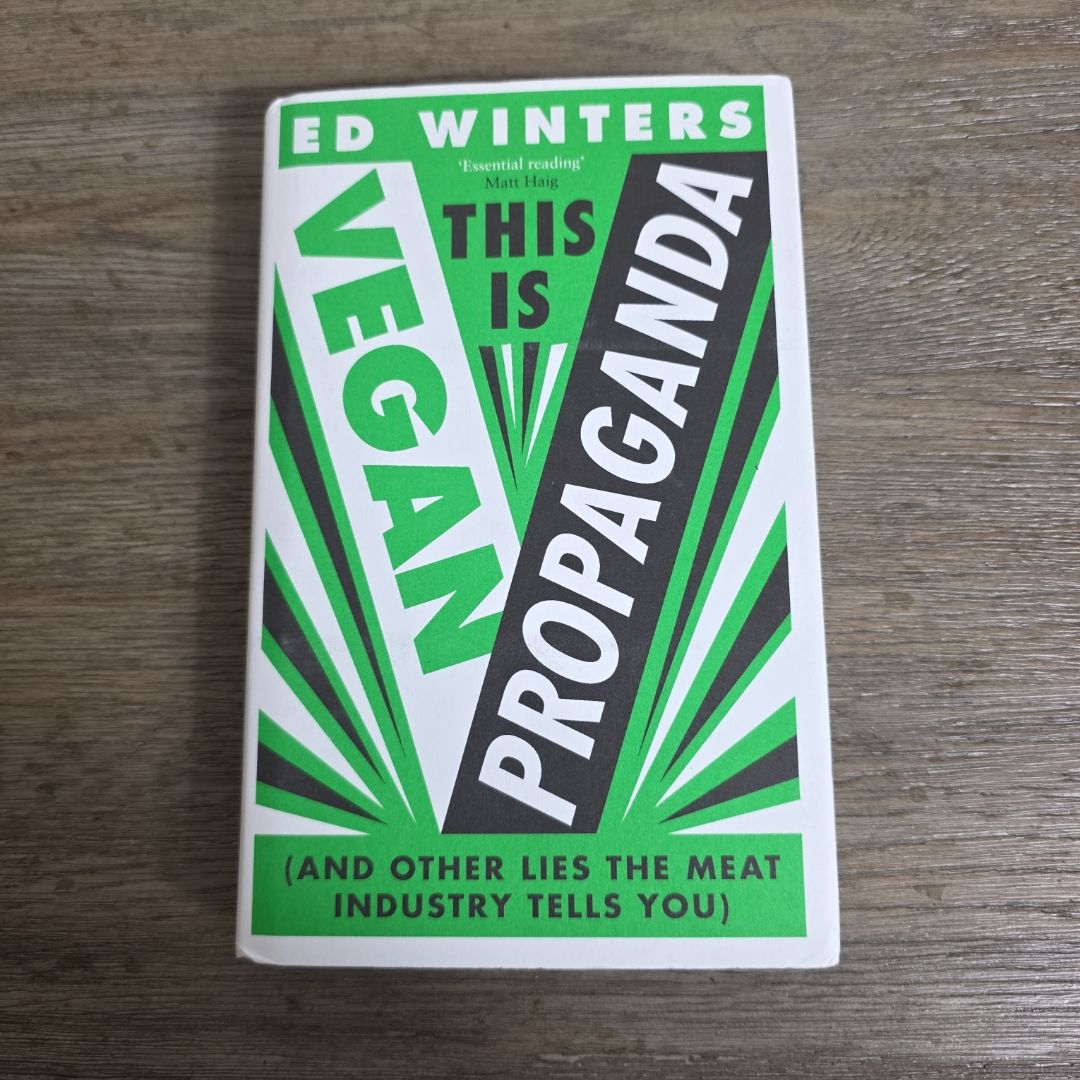 ED WINTERS
‘Essential reading’
Matt Haig
THIS
IS
VEGAN
PROPAGANDA
(AND OTHER LIES THE MEAT
INDUSTRY TELLS YOU)